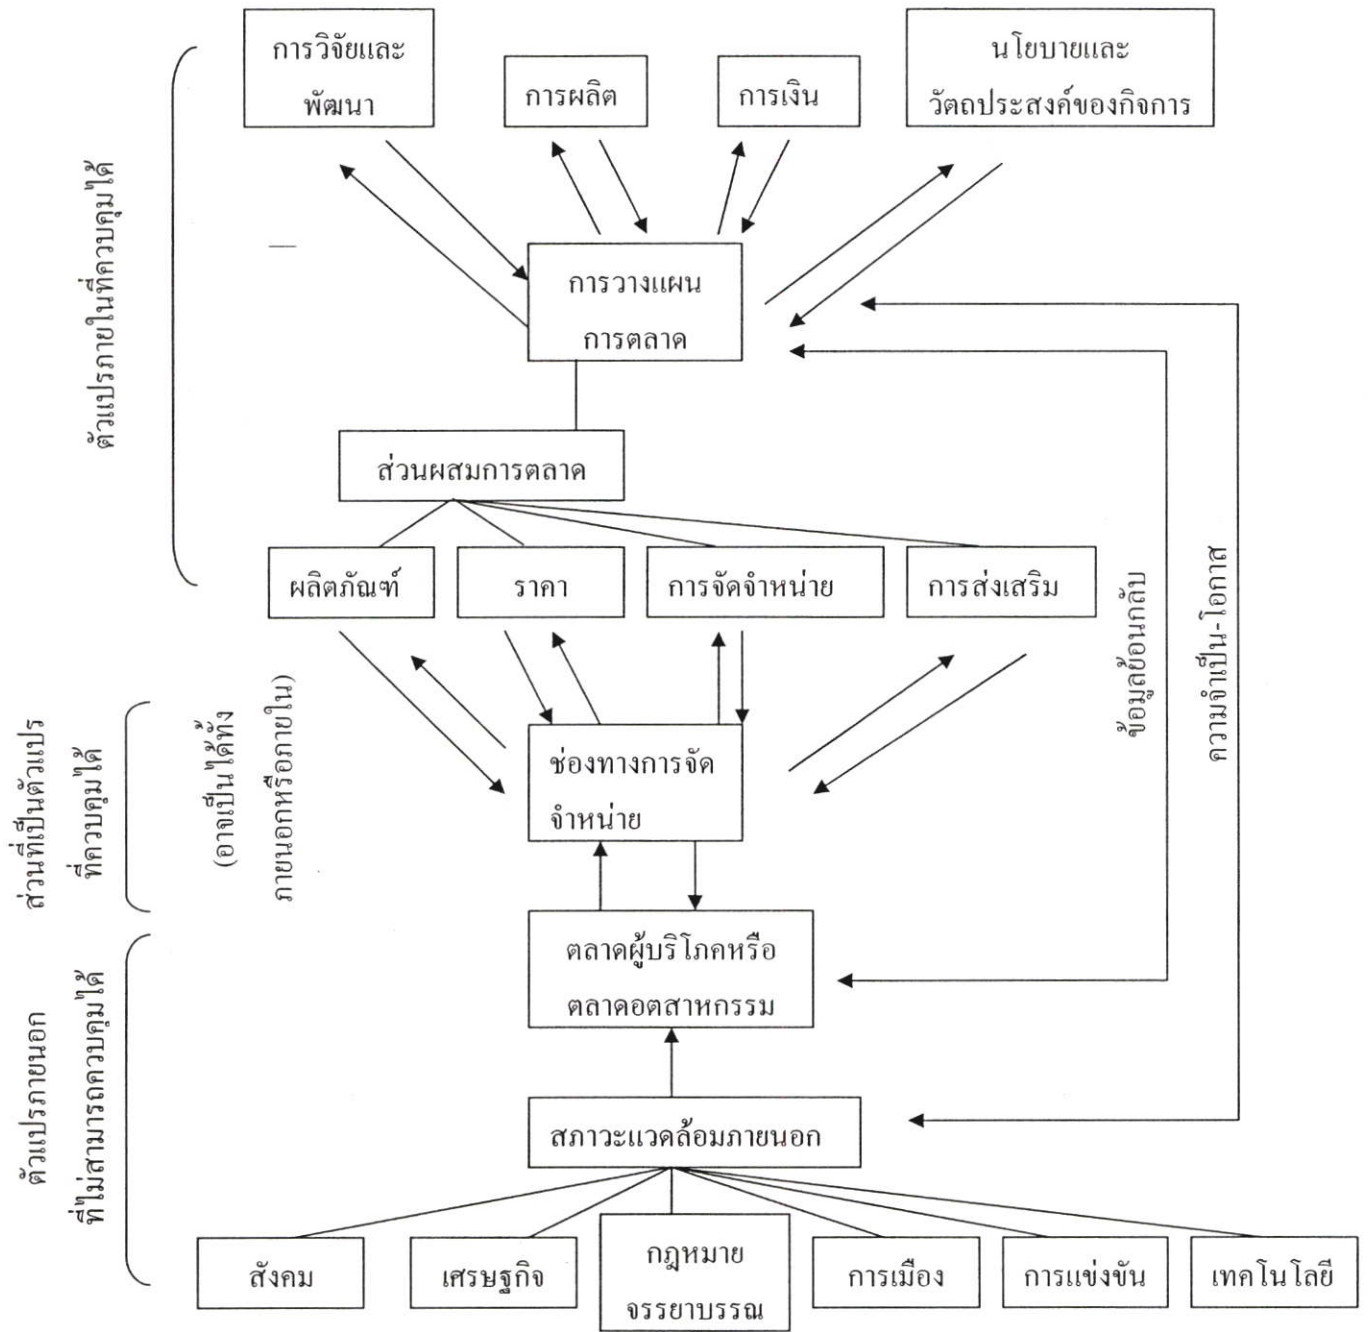 การวิจัยและ
พัฒนา
การผลิต
การเงิน
นโยบายและ
วัตถประสงค์ของกิจการ
ตัวแปรภายในที่ควบคุมได้
การวางแผน
การตลาด
ส่วนผสมการตลาด
ผลิตภัณฑ์
ราคา
การจัดจำหน่าย
การส่งเสริม
ข้อมูลย้อนกลับ
ความจำเป็น-โอกาส
ส่วนที่เป็นตัวแปร
ที่ควบคุมได้
(อาจเป็นได้ทั้ง
ภายนอกหรือภายใน)
ช่องทางการจัด
จำหน่าย
ตลาดผู้บริโภคหรือ
ตลาดอตสาหกรรม
ตัวแปรภายนอก
ที่ไม่สามารถควบคุมได้
สภาวะแวดล้อมภายนอก
สังคม
เศรษฐกิจ
กฎหมาย
จรรยาบรรณ
การเมือง
การแข่งขัน
เทคโนโลยี